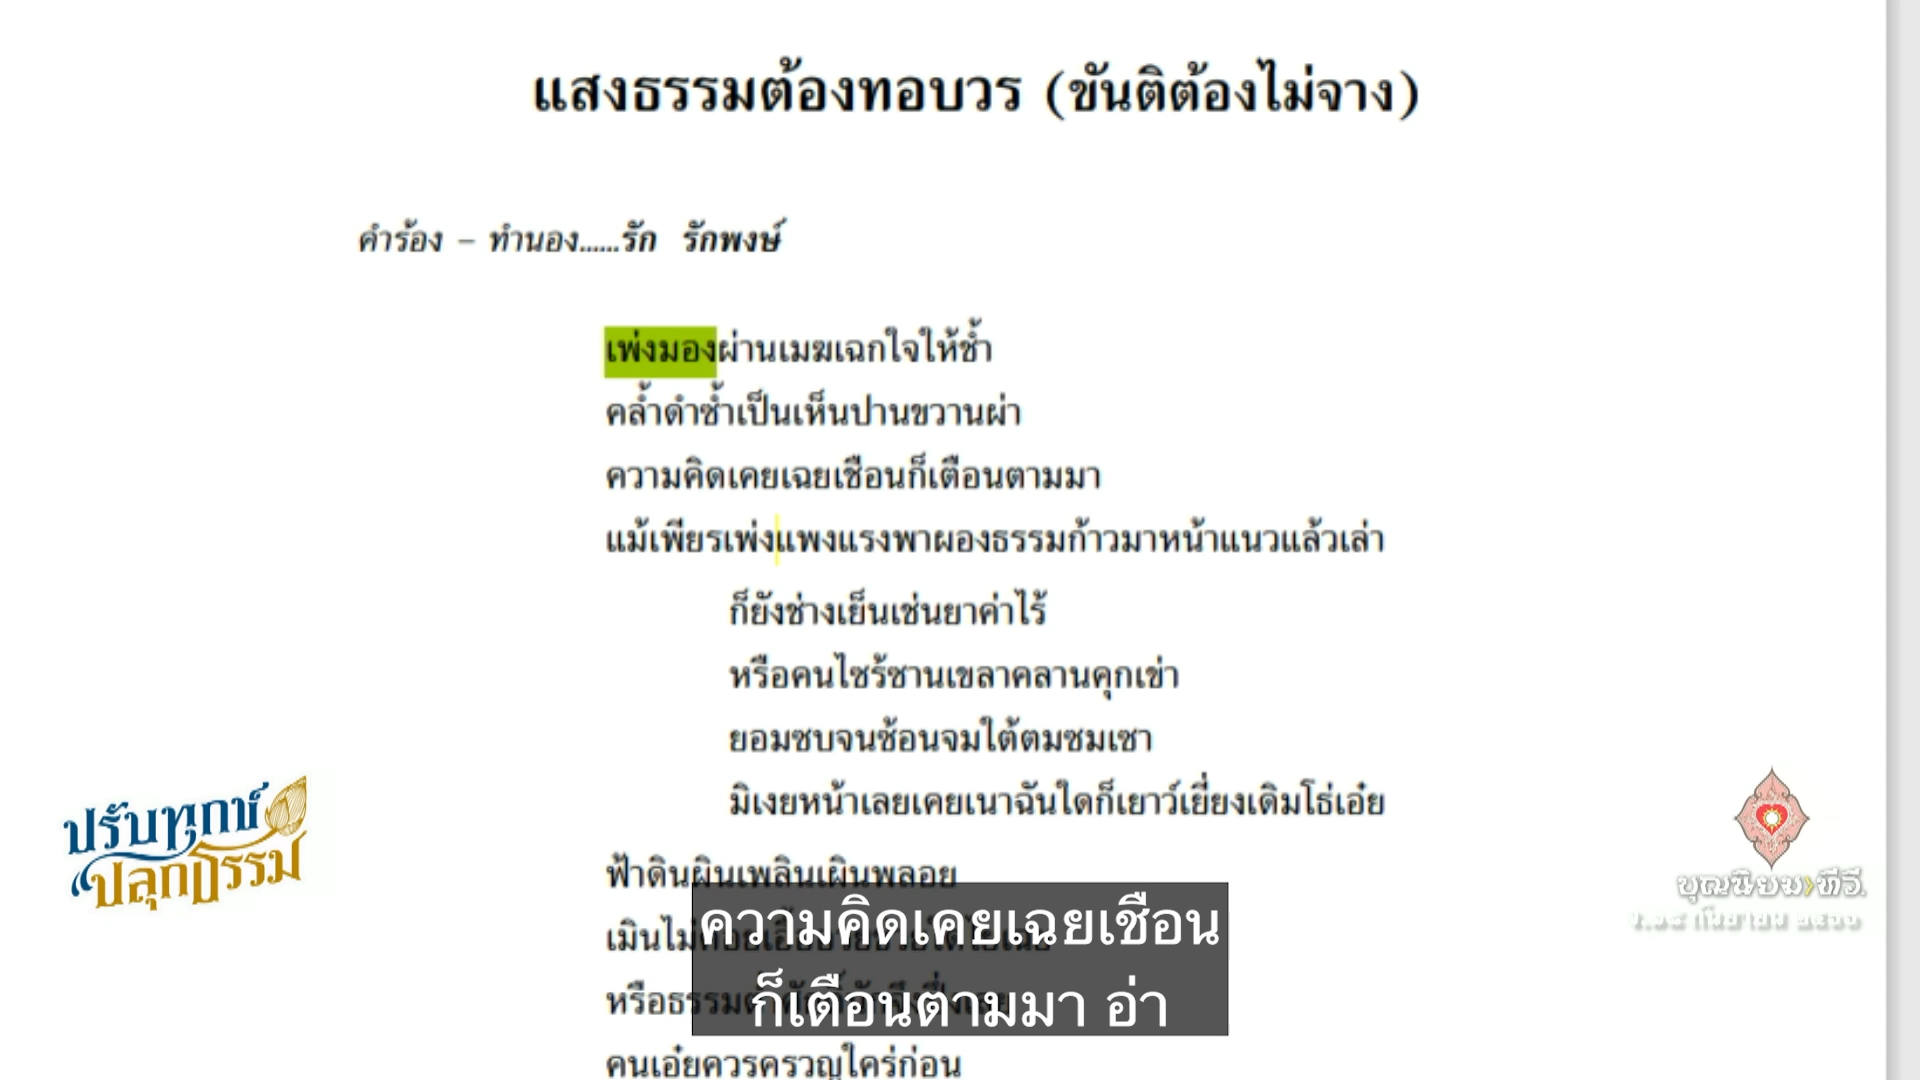 แสงธรรมต้องทอบวร (ขันติต้องไม่จาง)
คำร้อง – ทำนอง......รัก รักพงษ์
เพ่งมองผ่านเมฆเฉกใจให้ช้ำ
คล้ำดำซ้ำเป็นเห็นปานขวานผ่า
ความคิดเคยเฉยเชือนก็เตือนตามมา
แม้เพียรเพ่งแพงแรงพาผองธรรมก้าวมาหน้าแนวแล้วเล่า
ก็ยังช่างเย็นเช่นยาค่าไร้
หรือคนไซร้ซานเขลาคลานคุกเข่า
ยอมซบจนซ้อนจมใต้ตมซมเซา
มิเงยหน้าเลยเคยเนาฉันใดก็เยาว์เยี่ยงเดิมโธ่เอ๋ย
ฟ้าดินผินเพลินเผินพลอย
เมินไม่
หรือธรรม
คนเอ๋ยควรครวญใคร่ก่อน
ความคิดเคยเฉยเชือน
ก็เตือนตามมา อ่า
ปรับทุกข์
ปลุกธรรม
บุญนิยม ทีวี
กันยายน